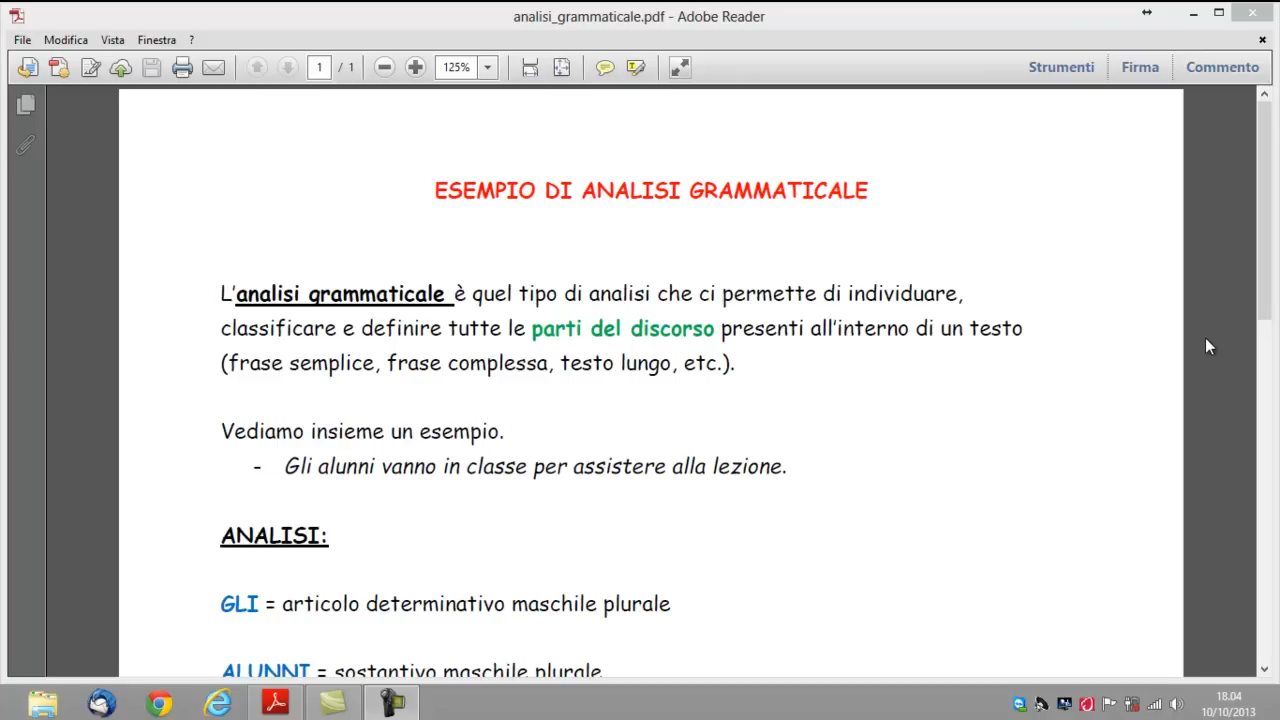 analisi_grammaticale.pdf - Adobe Reader
File Modifica Vista Finestra ?
1 / 1 125% Strumenti Firma Commento
ESEMPIO DI ANALISI GRAMMATICALE
L'analisi grammaticale è quel tipo di analisi che ci permette di individuare,
classificare e definire tutte le parti del discorso presenti all'interno di un testo
(frase semplice, frase complessa, testo lungo, etc.).
Vediamo insieme un esempio.
- Gli alunni vanno in classe per assistere alla lezione.
ANALISI:
GLI = articolo determinativo maschile plurale
ALUNNI = sostantivo maschile plurale
18.04
10/10/2013